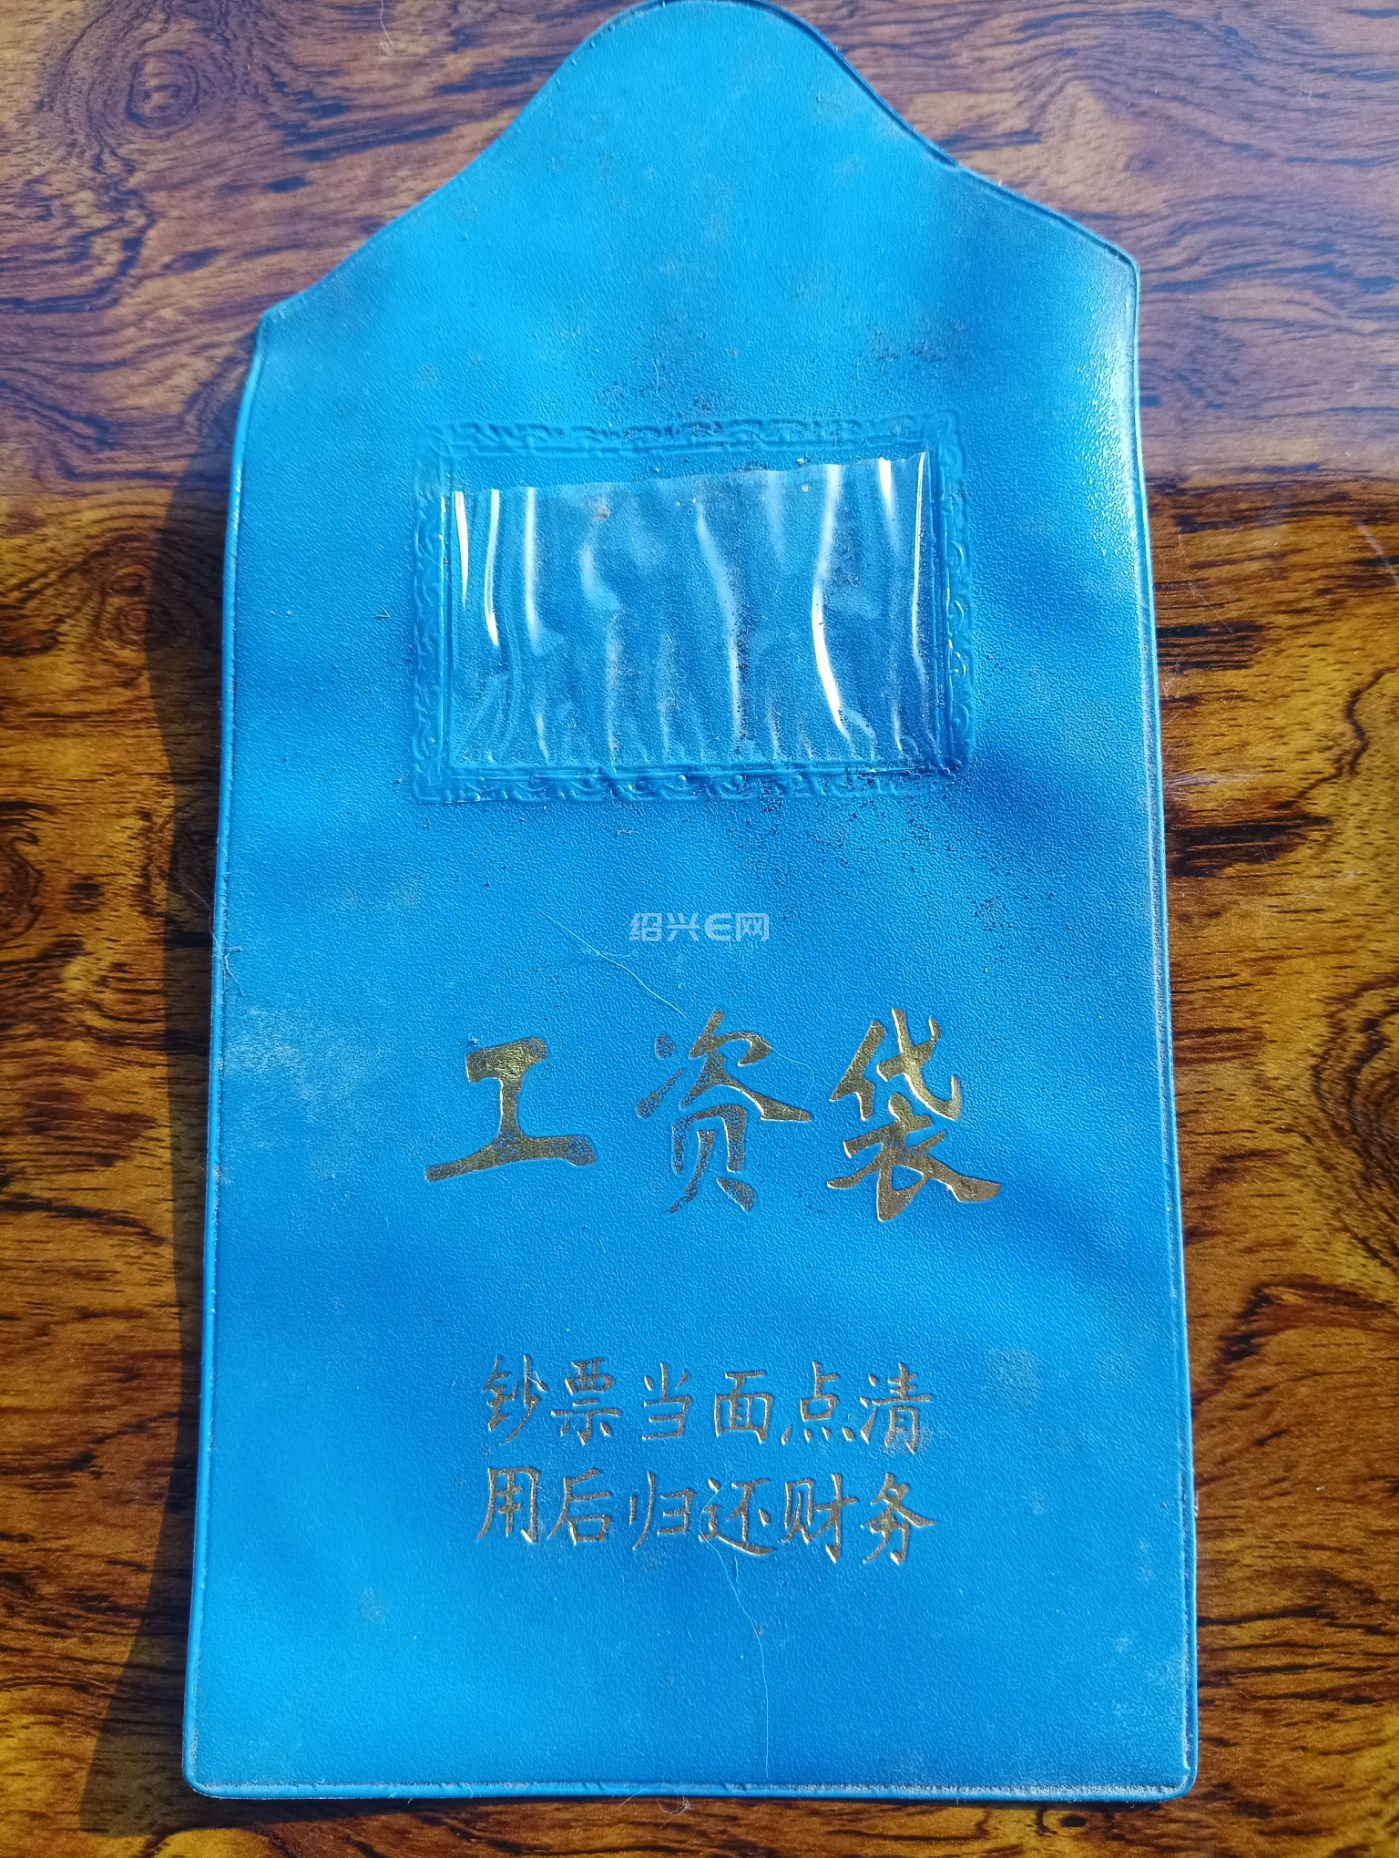 绍兴E网
工资袋
钞票当面点清
用后归还财务